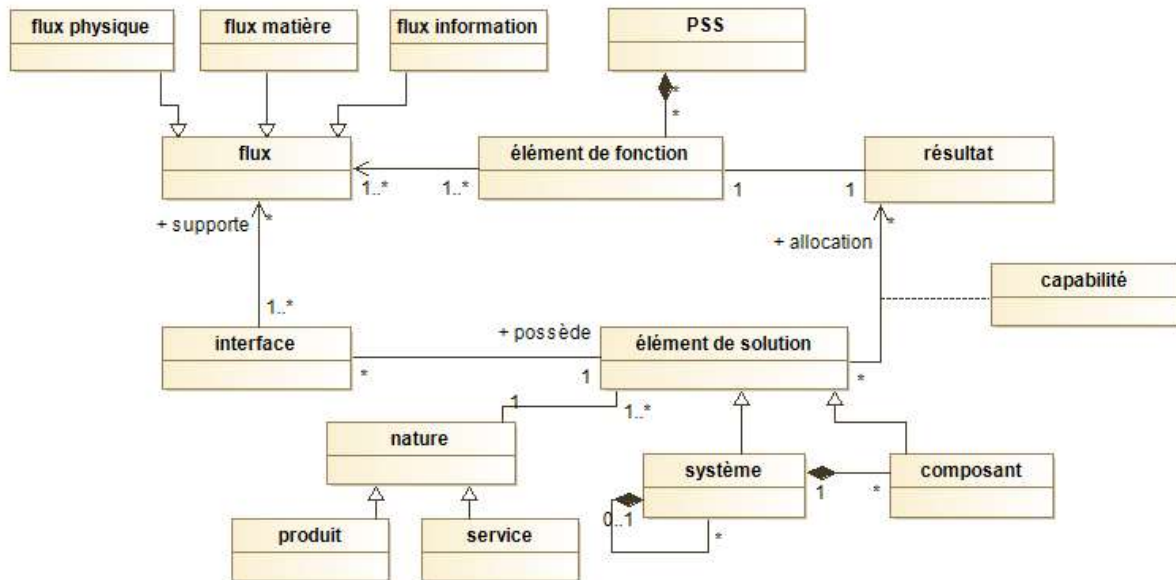 flux physique
flux matière
flux information
PSS
*
*
flux
élément de fonction
résultat
1..*
1..*
1
1
+ supporte
*
+ allocation
*
capabilité
1..*
interface
+ possède
élément de solution
*
1
*
1
1..*
nature
système
composant
1
*
0..1
*
produit
service